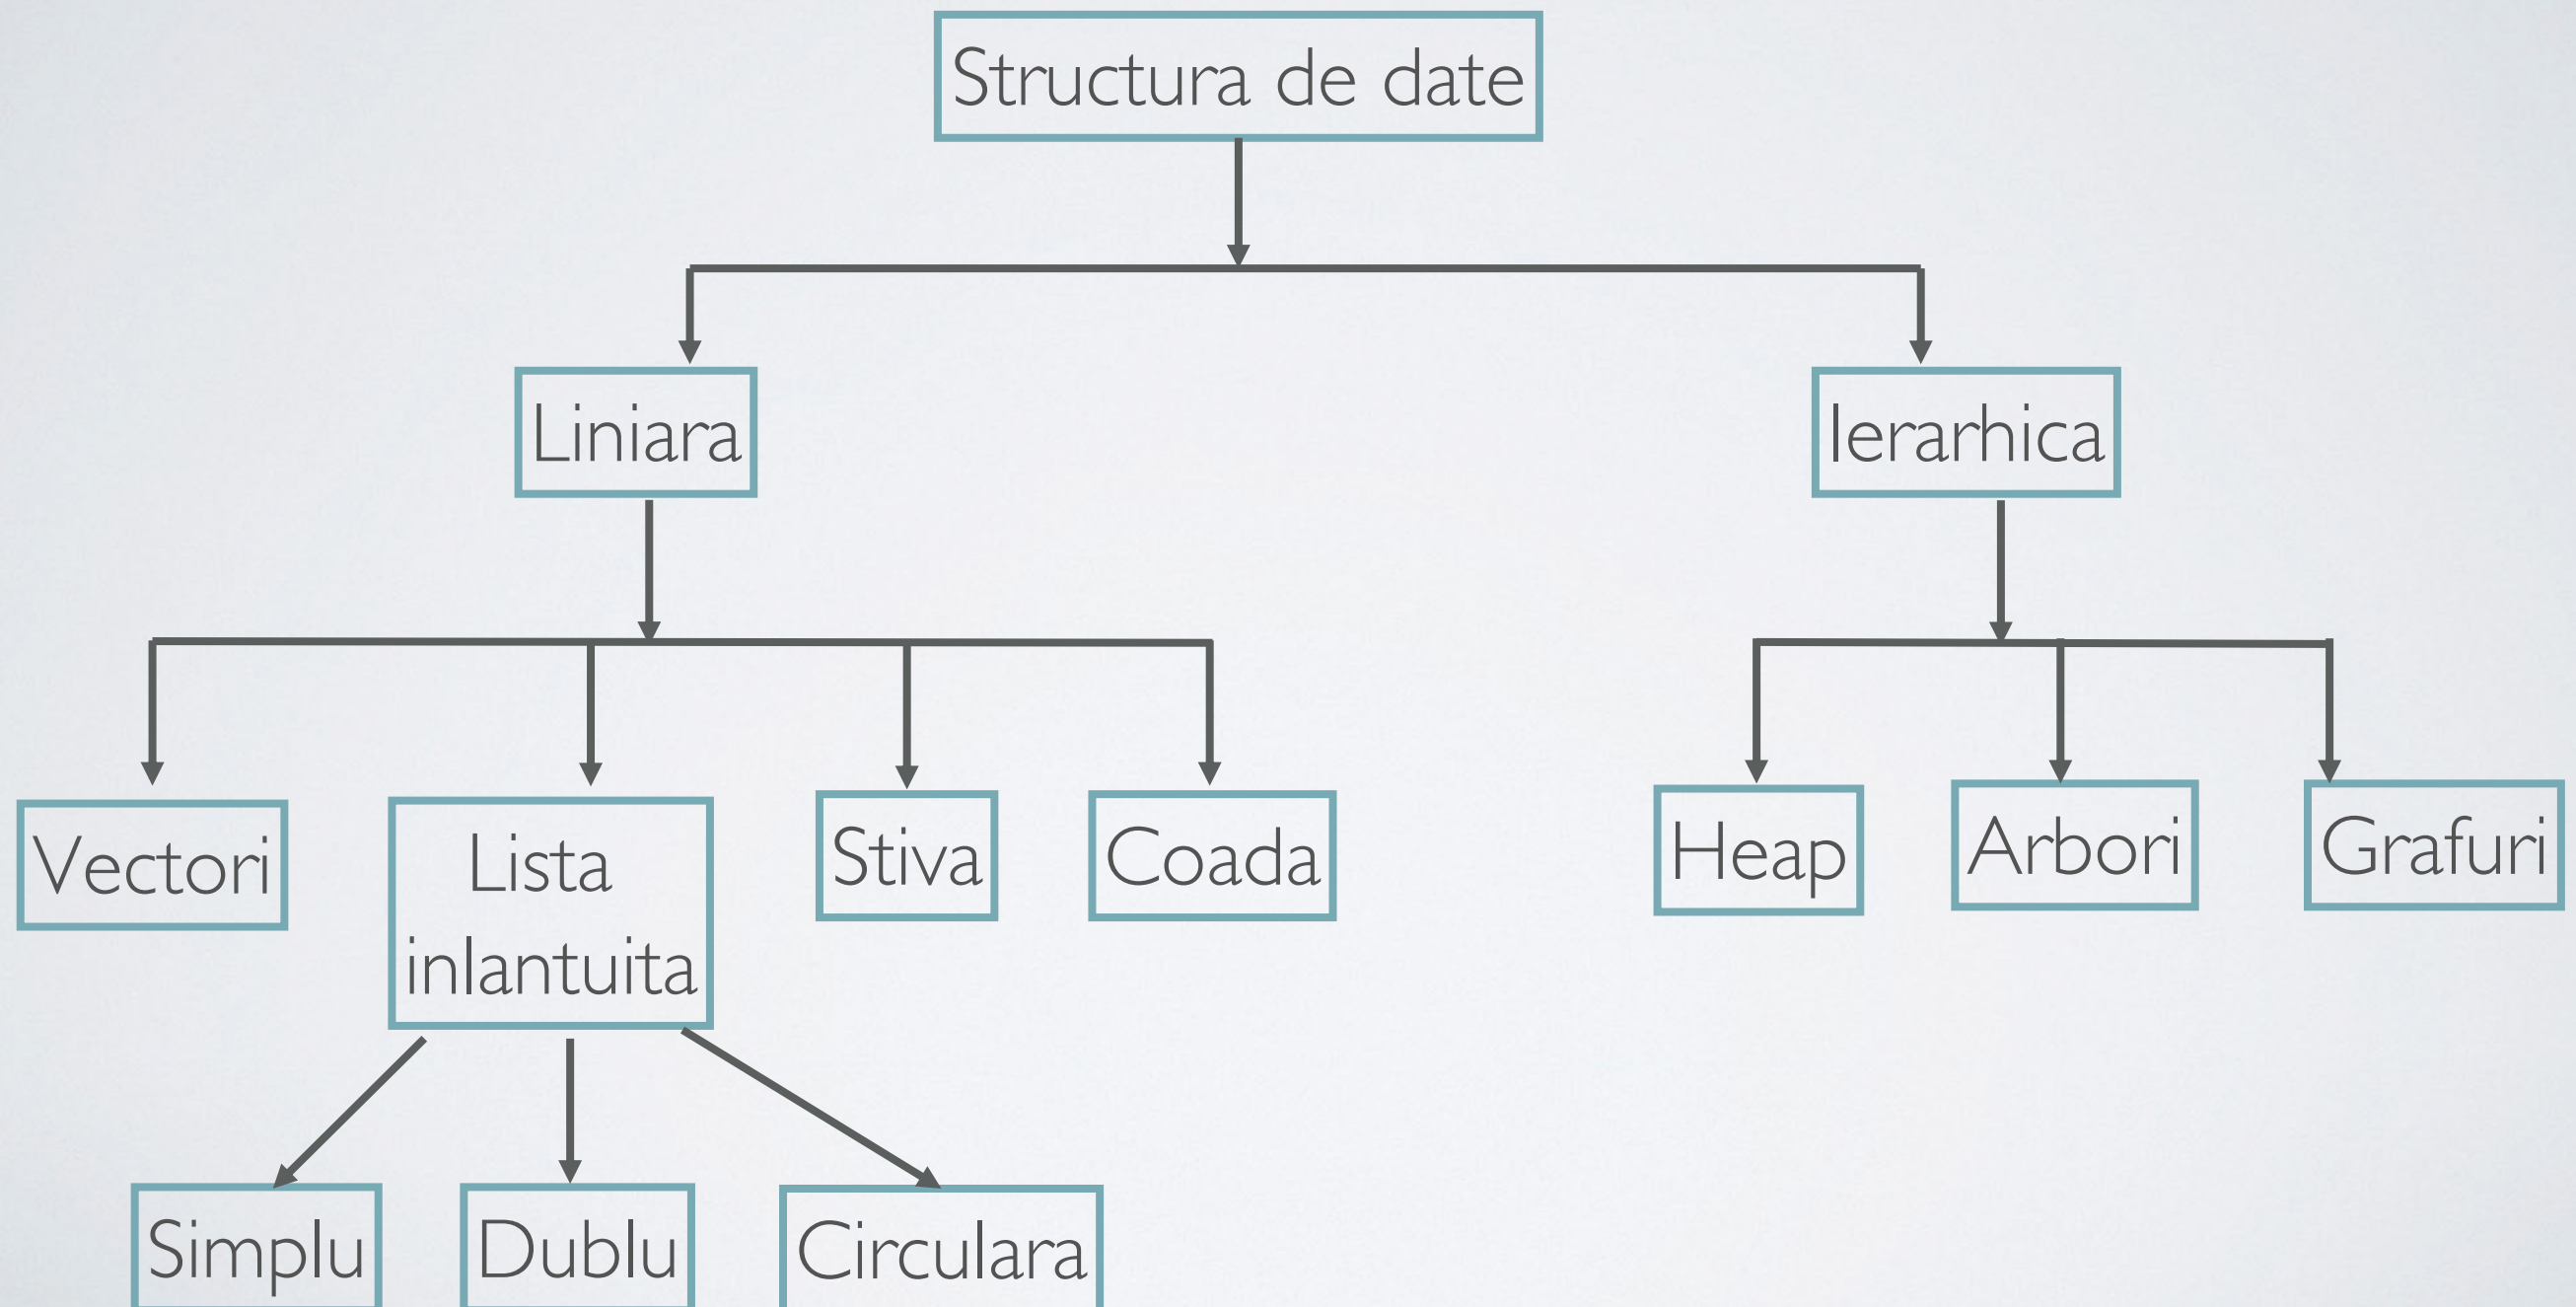 Structura de date
Liniara
Ierarhica
Vectori
Lista
inlantuita
Stiva
Coada
Heap
Arbori
Grafuri
Simplu
Dublu
Circulara